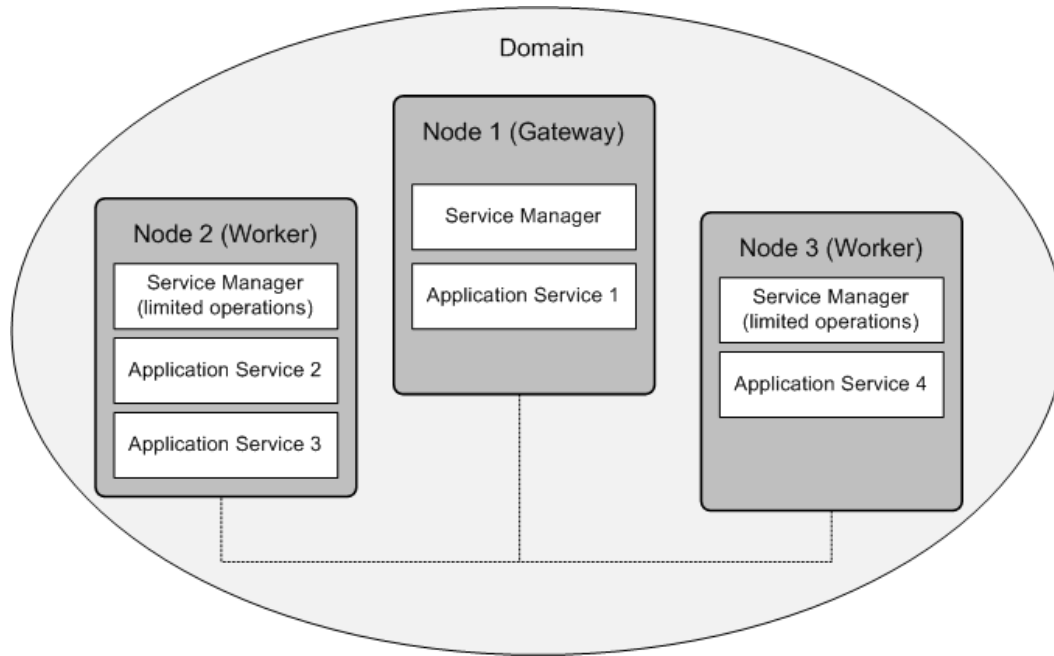 Domain
Node 1 (Gateway)
Service Manager
Application Service 1
Node 2 (Worker)
Service Manager
(limited operations)
Application Service 2
Application Service 3
Node 3 (Worker)
Service Manager
(limited operations)
Application Service 4